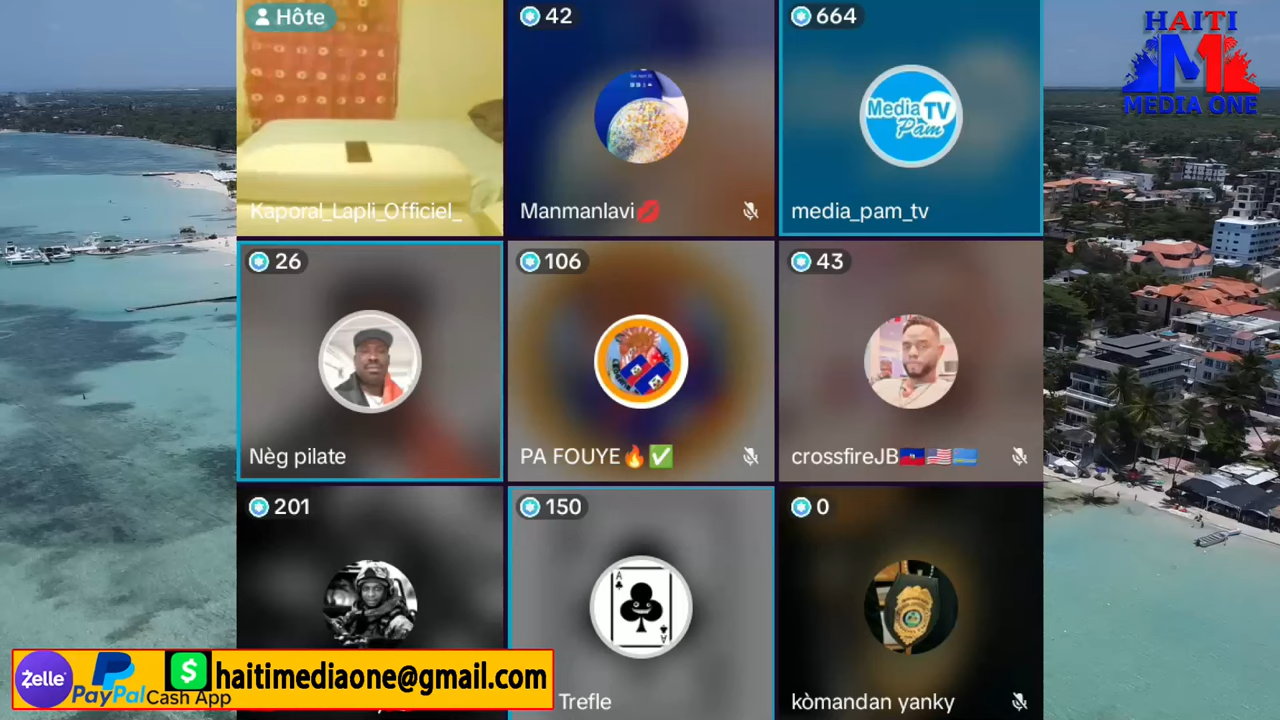 Hôte
42
664
HAITI
MEDIA ONE
Media TV
Pam
Kaporal_Lapli_Officiel_
Manmanlavi💋
media_pam_tv
26
106
43
Nèg pilate
PA FOUYE🔥✅
crossfireJB🇭🇹🇺🇸🇦🇼
201
150
0
A
A
Trefle
kòmandan yanky
Zelle
PayPal
Cash App
haitimediaone@gmail.com